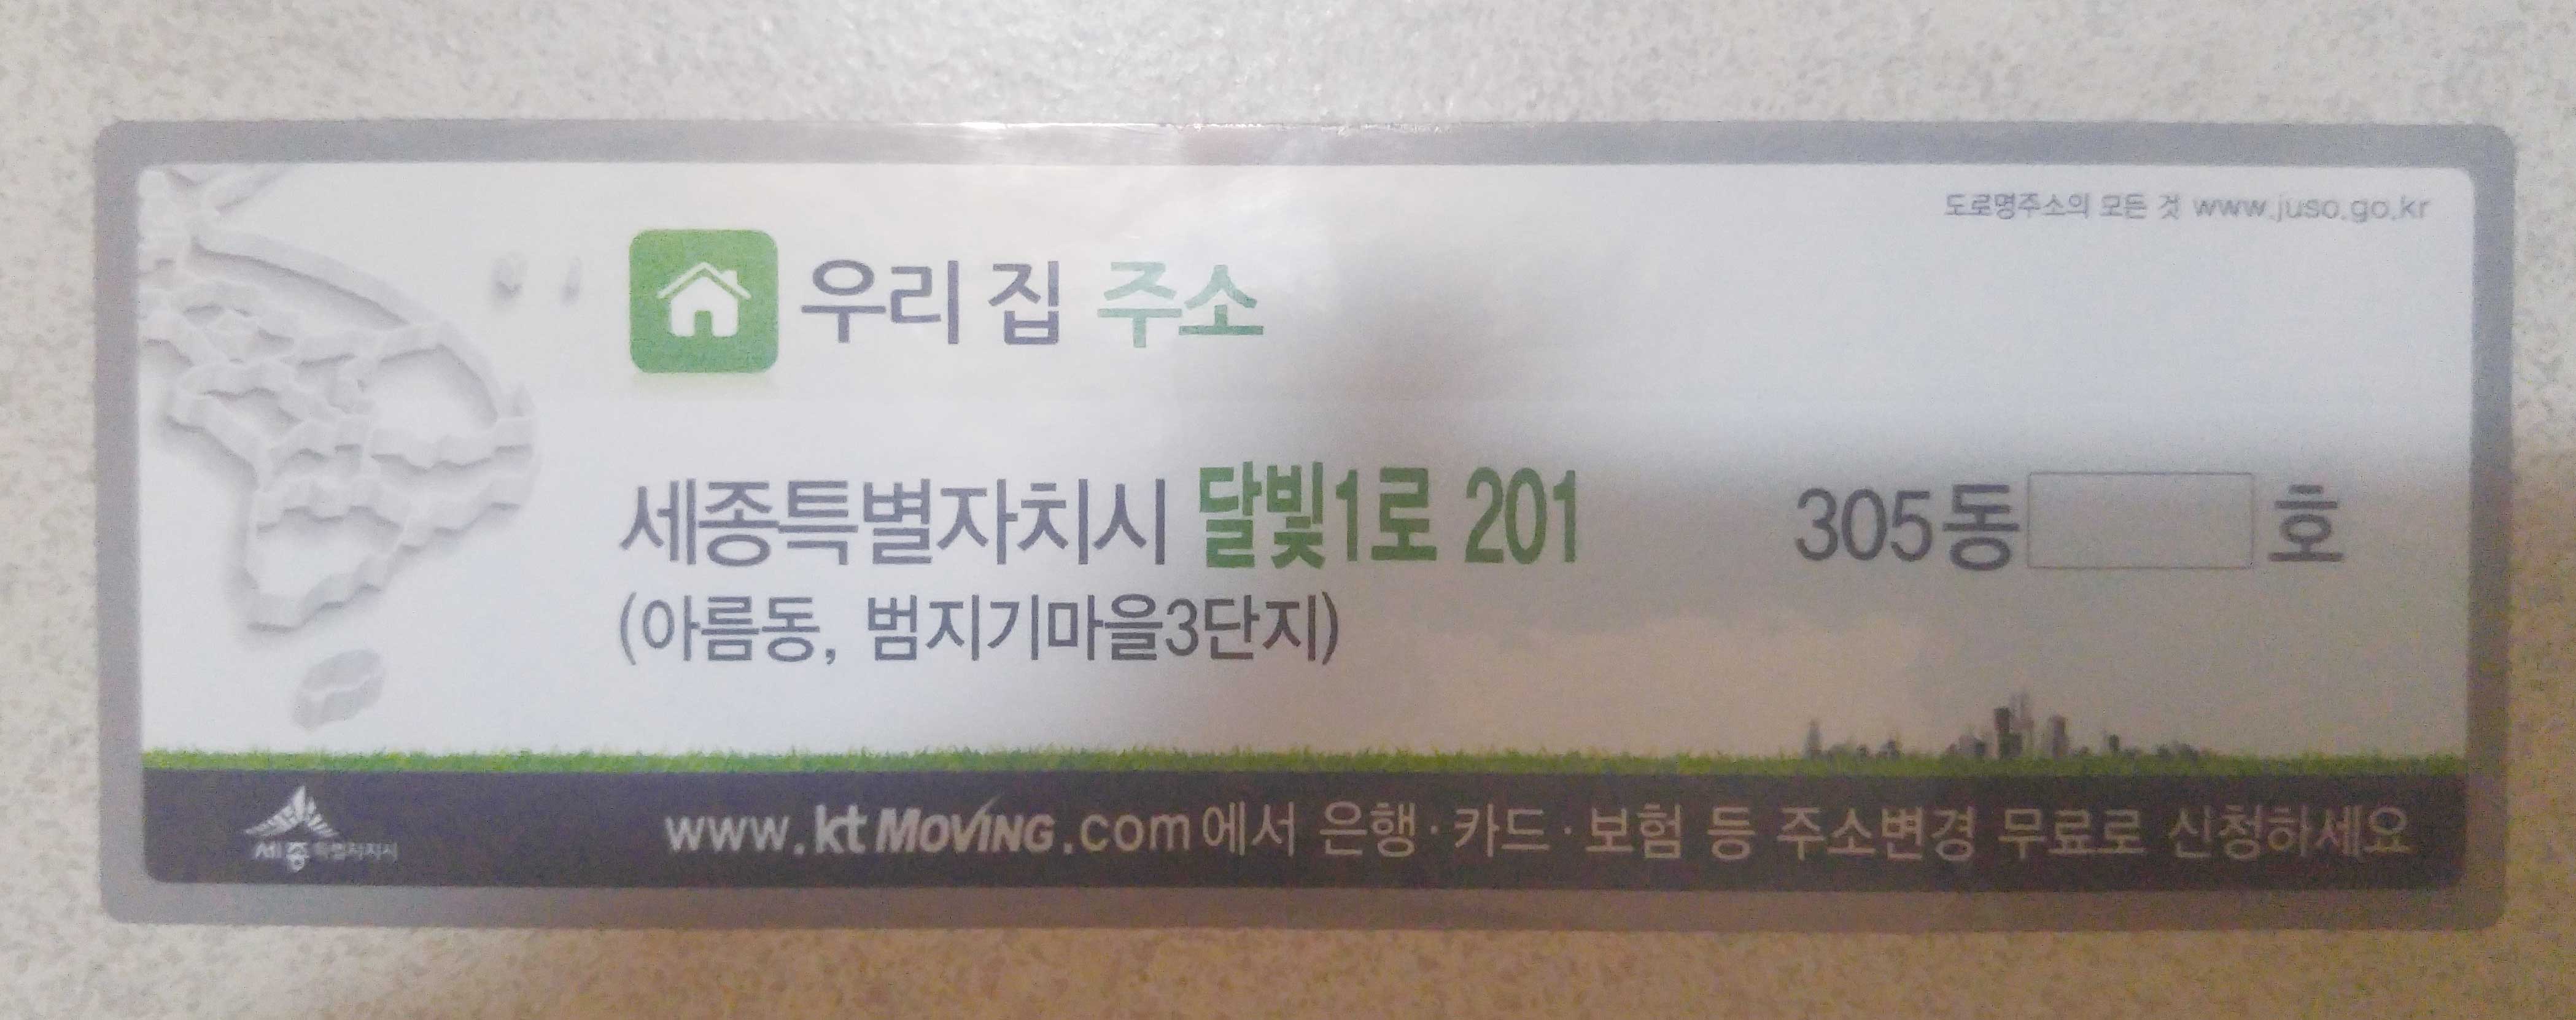 도로명주소의 모든 것 www.juso.go.kr
우리 집 주소
세종특별자치시 달빛1로 201 305동 호
(아름동, 범지기마을3단지)
세종특별자치시
www.ktMOVING.com에서 은행·카드·보험 등 주소변경 무료로 신청하세요